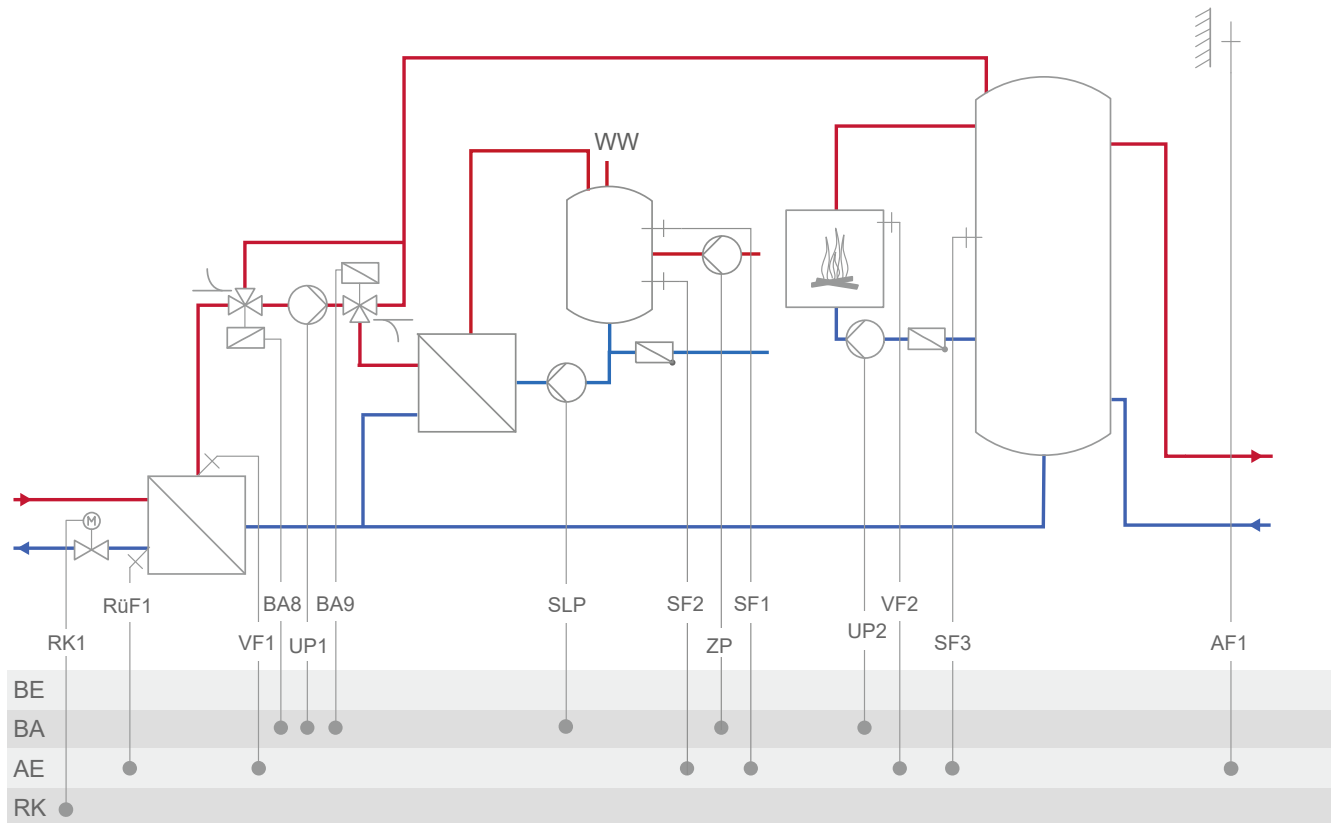 WW
M
RüF1
BA8
BA9
SLP
SF2
SF1
VF2
RK1
VF1
UP1
ZP
UP2
SF3
AF1
BE
BA
AE
RK